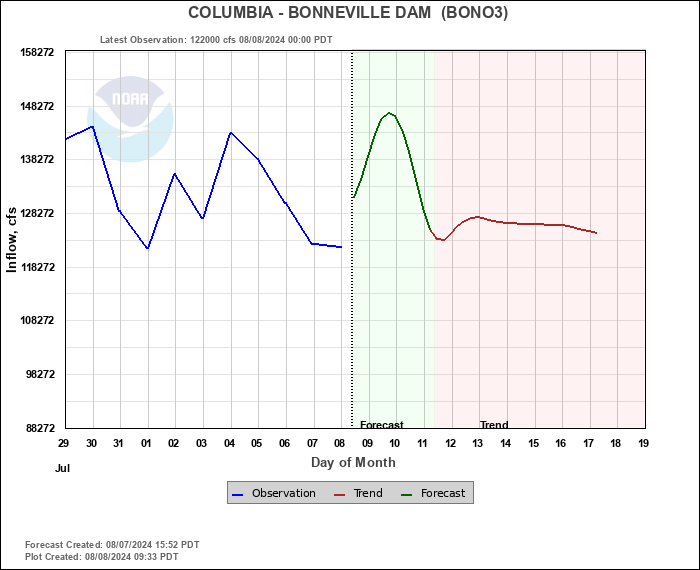 COLUMBIA - BONNEVILLE DAM (BONO3)
Latest Observation: 122000 cfs 08/08/2024 00:00 PDT
158272
148272
138272
128272
118272
108272
98272
88272
Inflow, cfs
NOAA
Forecast
Trend
29 30 31 01 02 03 04 05 06 07 08 09 10 11 12 13 14 15 16 17 18 19
Jul
Day of Month
Observation Trend Forecast
Forecast Created: 08/07/2024 15:52 PDT
Plot Created: 08/08/2024 09:33 PDT